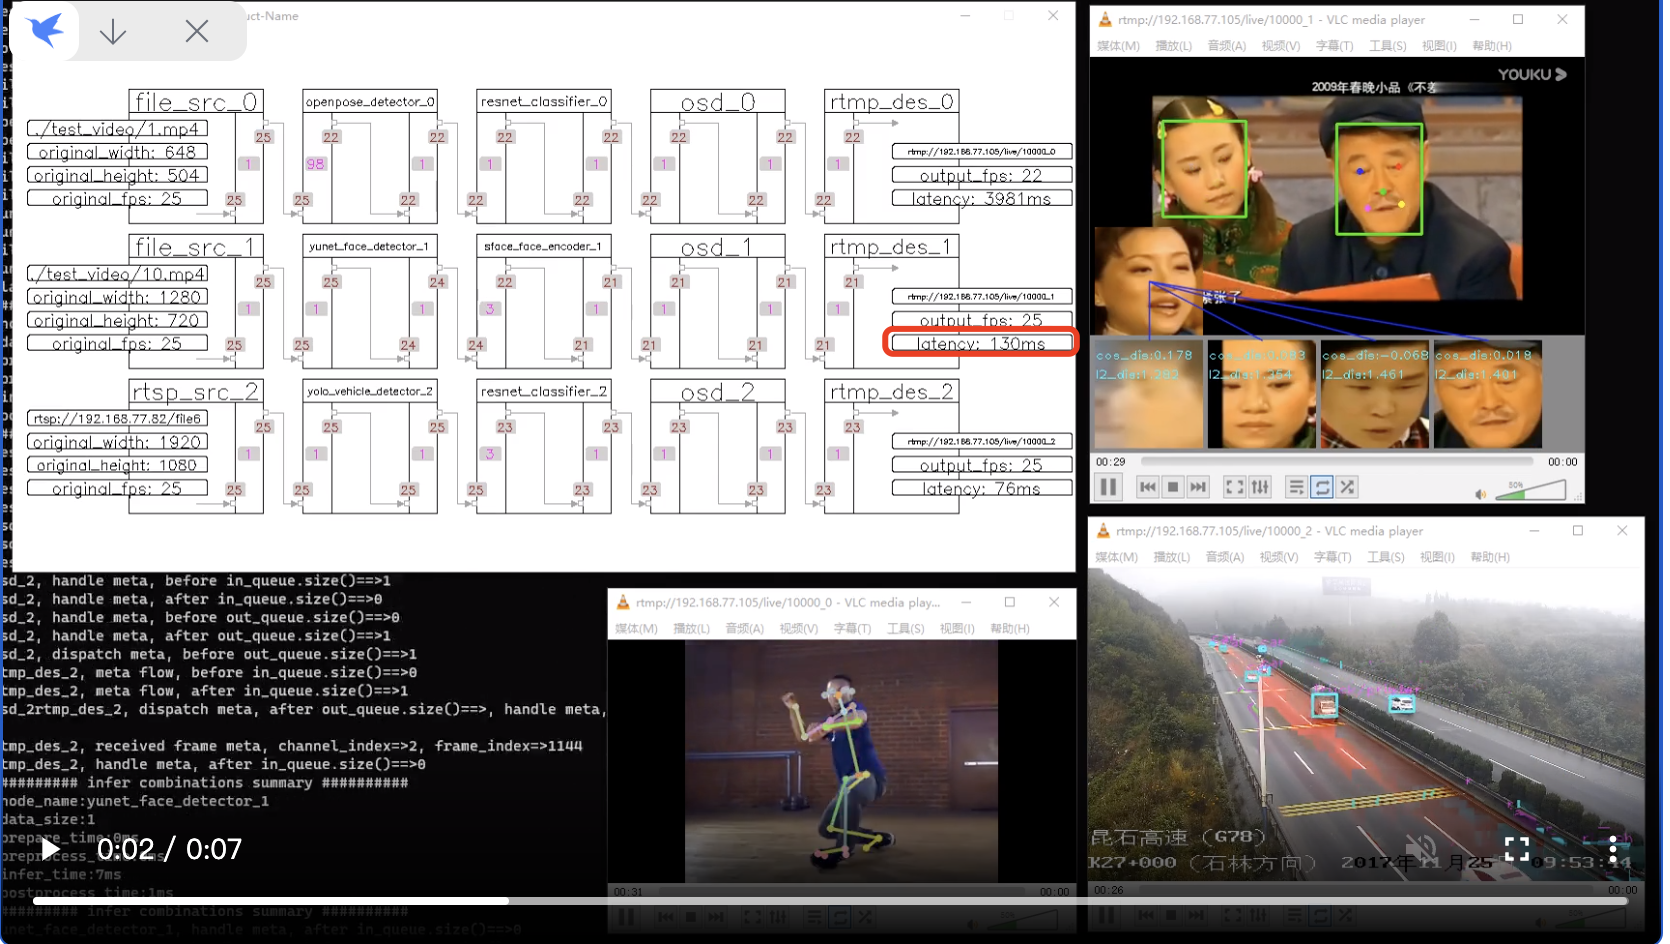 uct-Name
file_src_0
./test_video/1.mp4
original_width: 648
original_height: 504
original_fps: 25
25
1
25
openpose_detector_0
22
22
98
1
25
22
resnet_classifier_0
22
22
1
1
22
22
osd_0
22
22
1
1
22
22
rtmp_des_0
22
1
22
rtmp://192.168.77.105/live/10000_0
output_fps: 22
latency: 3981ms
file_src_1
./test_video/10.mp4
original_width: 1280
original_height: 720
original_fps: 25
25
1
25
yunet_face_detector_1
25
24
1
1
25
24
sface_face_encoder_1
22
21
3
1
24
21
osd_1
21
21
1
1
21
21
rtmp_des_1
21
1
21
rtmp://192.168.77.105/live/10000_1
output_fps: 25
latency: 130ms
rtsp_src_2
rtsp://192.168.77.82/file6
original_width: 1920
original_height: 1080
original_fps: 25
25
1
25
yolo_vehicle_detector_2
25
25
1
1
25
25
resnet_classifier_2
23
23
3
1
25
23
osd_2
23
23
1
1
23
23
rtmp_des_2
23
1
23
rtmp://192.168.77.105/live/10000_2
output_fps: 25
latency: 76ms
rtmp://192.168.77.105/live/10000_1 - VLC media player
媒体(M) 播放(L) 音频(A) 视频(V) 字幕(T) 工具(S) 视图(I) 帮助(H)
YOUKU
2009年春晚小品《不差
紧张了
cos_dis:0.178
l2_dis:1.282
l2_dis:1.354
cos_dis:-0.068
l2_dis:1.461
cos_dis:0.018
l2_dis:1.401
00:29
00:00
50%
sd_2, handle meta, before in_queue.size()==>1
sd_2, handle meta, after in_queue.size()==>0
sd_2, handle meta, before out_queue.size()==>0
sd_2, handle meta, after out_queue.size()==>1
sd_2, dispatch meta, before out_queue.size()==>1
tmp_des_2, meta flow, before in_queue.size()==>0
tmp_des_2, meta flow, after in_queue.size()==>1
sd_2rtmp_des_2, dispatch meta, after out_queue.size()==>, handle meta,
tmp_des_2, received frame meta, channel_index=>2, frame_index=>1144
tmp_des_2, handle meta, after in_queue.size()==>0
######### infer combinations summary ##########
node_name:yunet_face_detector_1
data_size:1
prepare_time:0ms
infer_time:7ms
postprocess_time:1ms
######### infer combinations summary ##########
unet_face_detector_1, handle meta, after in_queue.size()==>0
0:02 / 0:07
rtmp://192.168.77.105/live/10000_0 - VLC media play...
媒体(M) 播放(L) 音频(A) 视频(V) 字幕(T) 工具(S) 视图(I) 帮助(H)
00:31
00:00
rtmp://192.168.77.105/live/10000_2 - VLC media player
媒体(M) 播放(L) 音频(A) 视频(V) 字幕(T) 工具(S) 视图(I) 帮助(H)
昆石高速 (G78)
K27+000 (石林方向) 2017年11月25 09:53:44
00:26
00:00